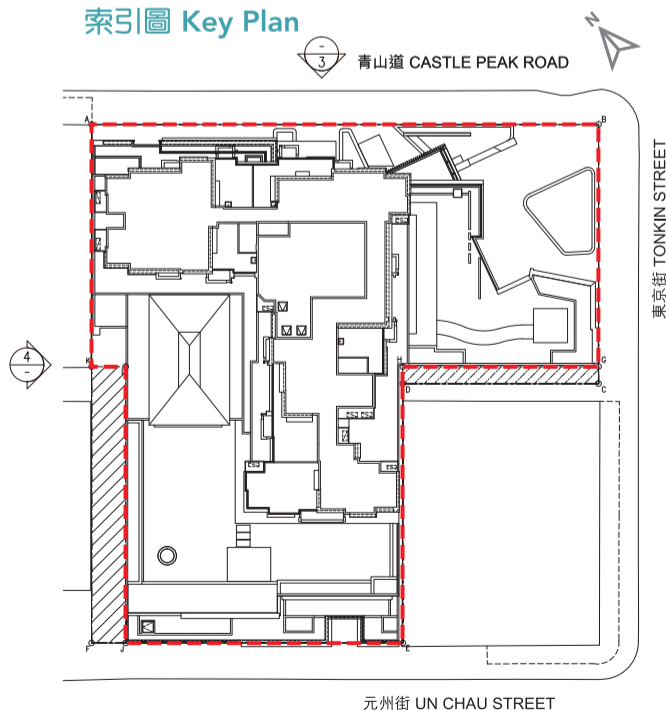 索引圖 Key Plan
N
-
3
青山道 CASTLE PEAK ROAD
A
B
東京街 TONKIN STREET
4
-
K
H
G
D
C
F
J
E
元州街 UN CHAU STREET